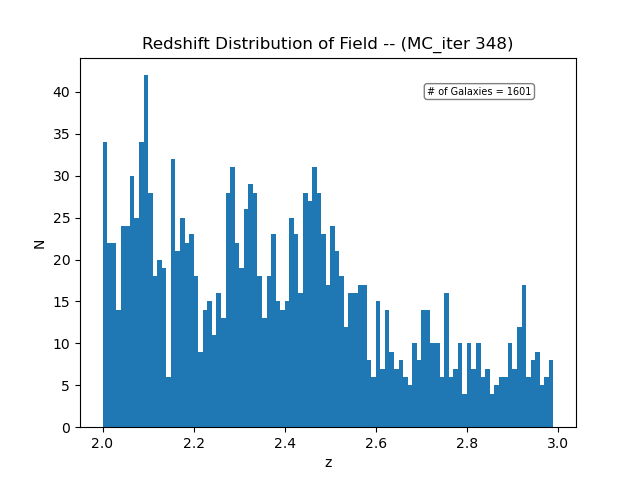 Redshift Distribution of Field -- (MC_iter 348)
# of Galaxies = 1601
40
35
30
25
20
15
10
5
0
N
2.0 2.2 2.4 2.6 2.8 3.0
z